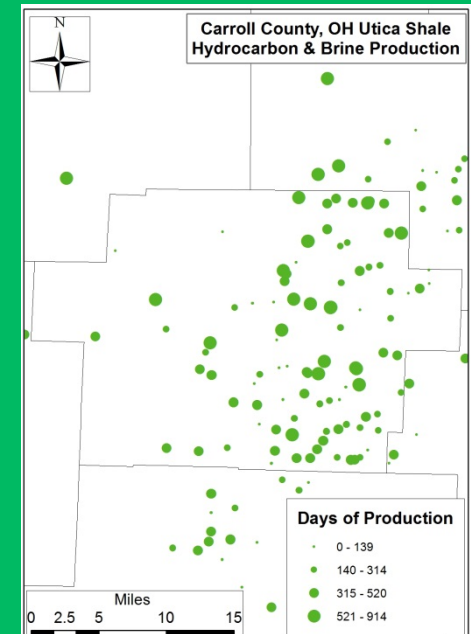 N
Carroll County, OH Utica Shale
Hydrocarbon & Brine Production
Days of Production
0 - 139
140 - 314
315 - 520
521 - 914
Miles
0 2.5 5 10 15